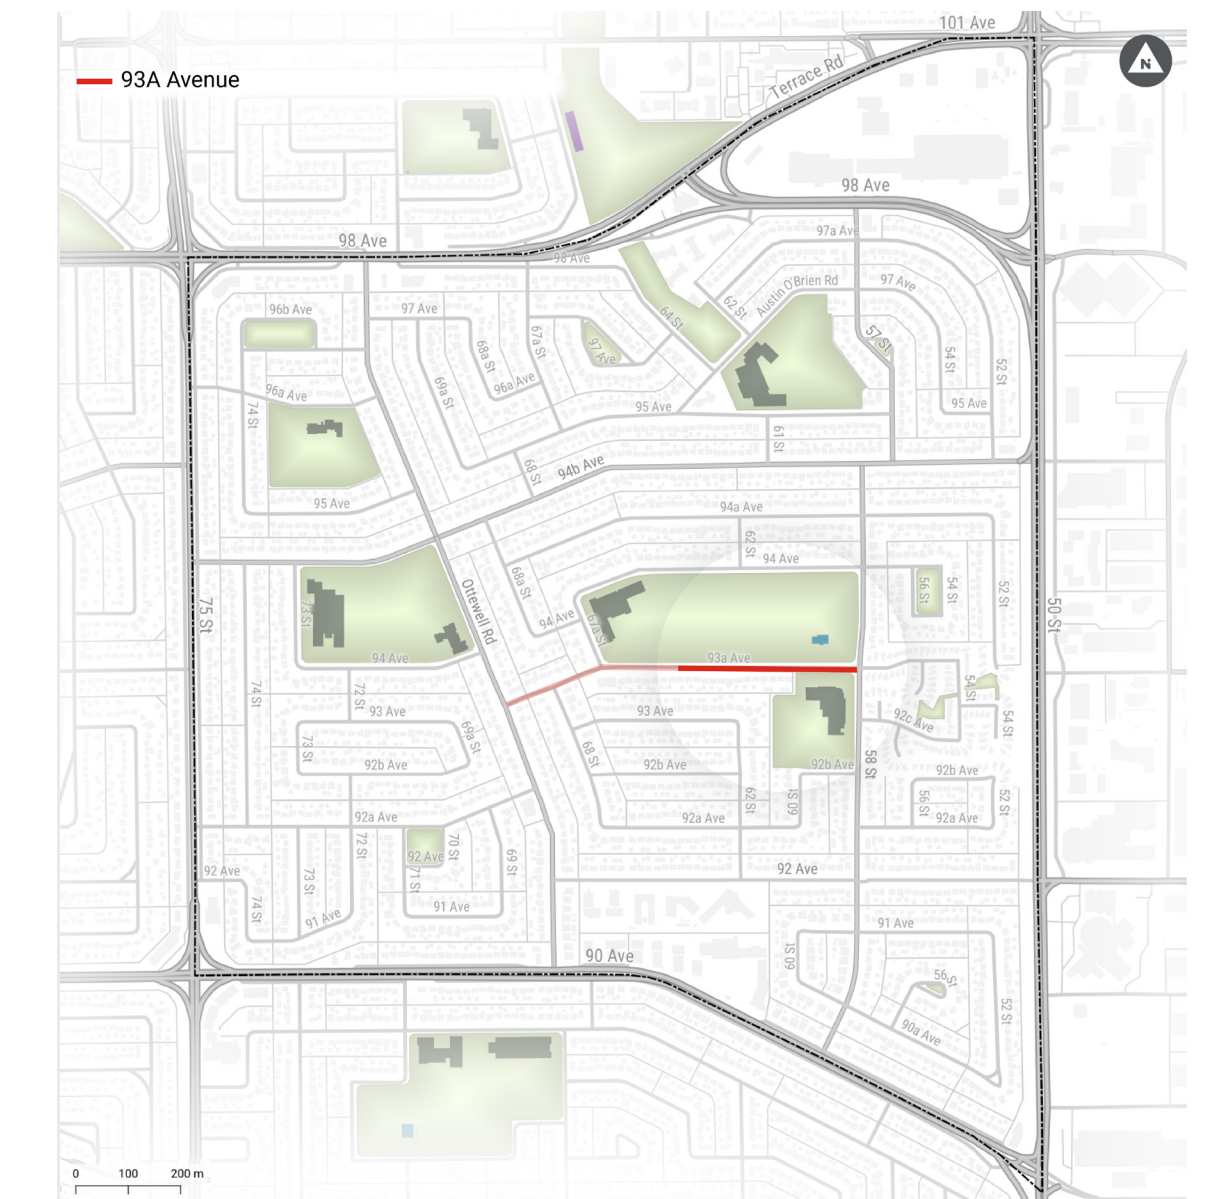 101 Ave
N
93A Avenue
Terrace Rd
98 Ave
97a Ave
98 Ave
98 Ave
Austin O'Brien Rd
97 Ave
62 St
96b Ave
97 Ave
64 St
57 St
68a St
67a St
97 Ave
54 St
52 St
96a Ave
96a Ave
69a St
74 St
95 Ave
95 Ave
61 St
94b Ave
68 St
95 Ave
94a Ave
62 St
94 Ave
68a St
56 St
54 St
52 St
Ottewell Rd
75 St
73 St
50 St
94 Ave
67a St
94 Ave
93a Ave
74 St
72 St
54 St
93 Ave
93 Ave
92c Ave
54 St
69a St
73 St
68 St
92b Ave
92b Ave
92b Ave
58 St
92b Ave
62 St
60 St
56 St
52 St
92a Ave
92a Ave
92a Ave
72 St
70 St
92 Ave
69 St
92 Ave
92 Ave
73 St
71 St
74 St
91 Ave
91 Ave
91 Ave
60 St
90 Ave
56 St
52 St
90a Ave
0 100 200 m